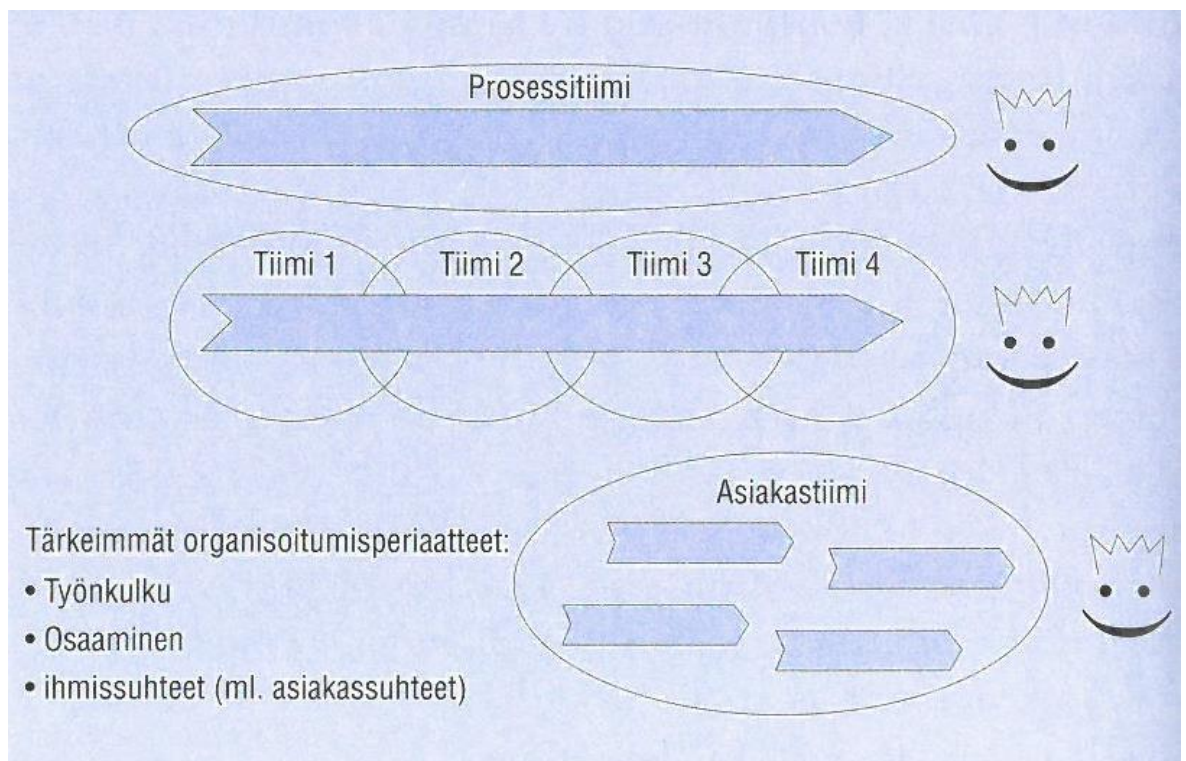 Prosessitiimi
Tiimi 1
Tiimi 2
Tiimi 3
Tiimi 4
Asiakastiimi
Tärkeimmät organisoitumisperiaatteet:
• Työnkulku
• Osaaminen
• ihmissuhteet (ml. asiakassuhteet)